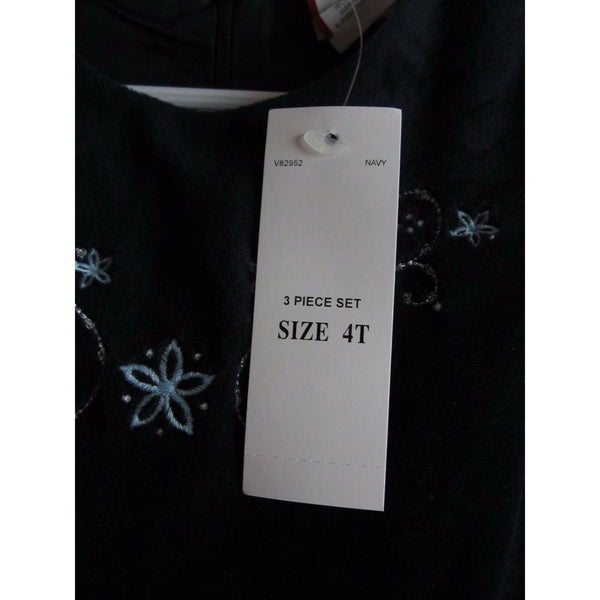 V82952 NAVY
3 PIECE SET
SIZE 4T